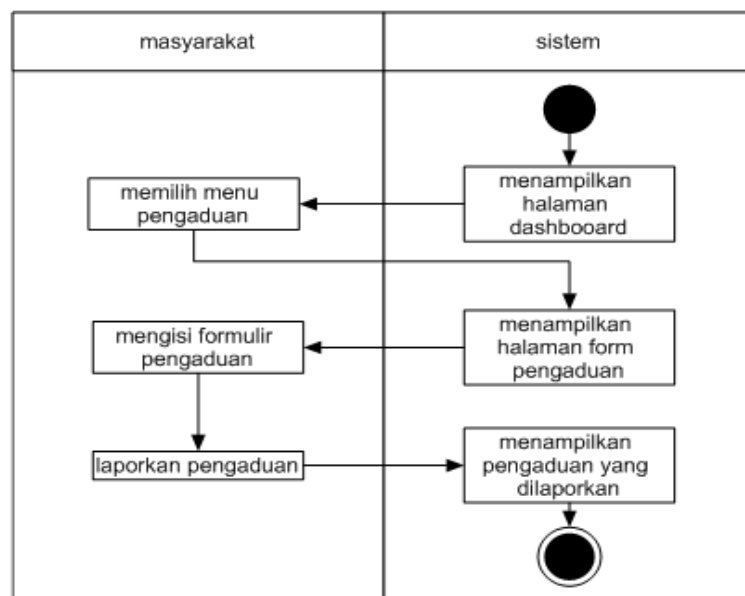 masyarakat
sistem
menampilkan
halaman
dashbooard
memilih menu
pengaduan
menampilkan
halaman form
pengaduan
mengisi formulir
pengaduan
laporkan pengaduan
menampilkan
pengaduan yang
dilaporkan